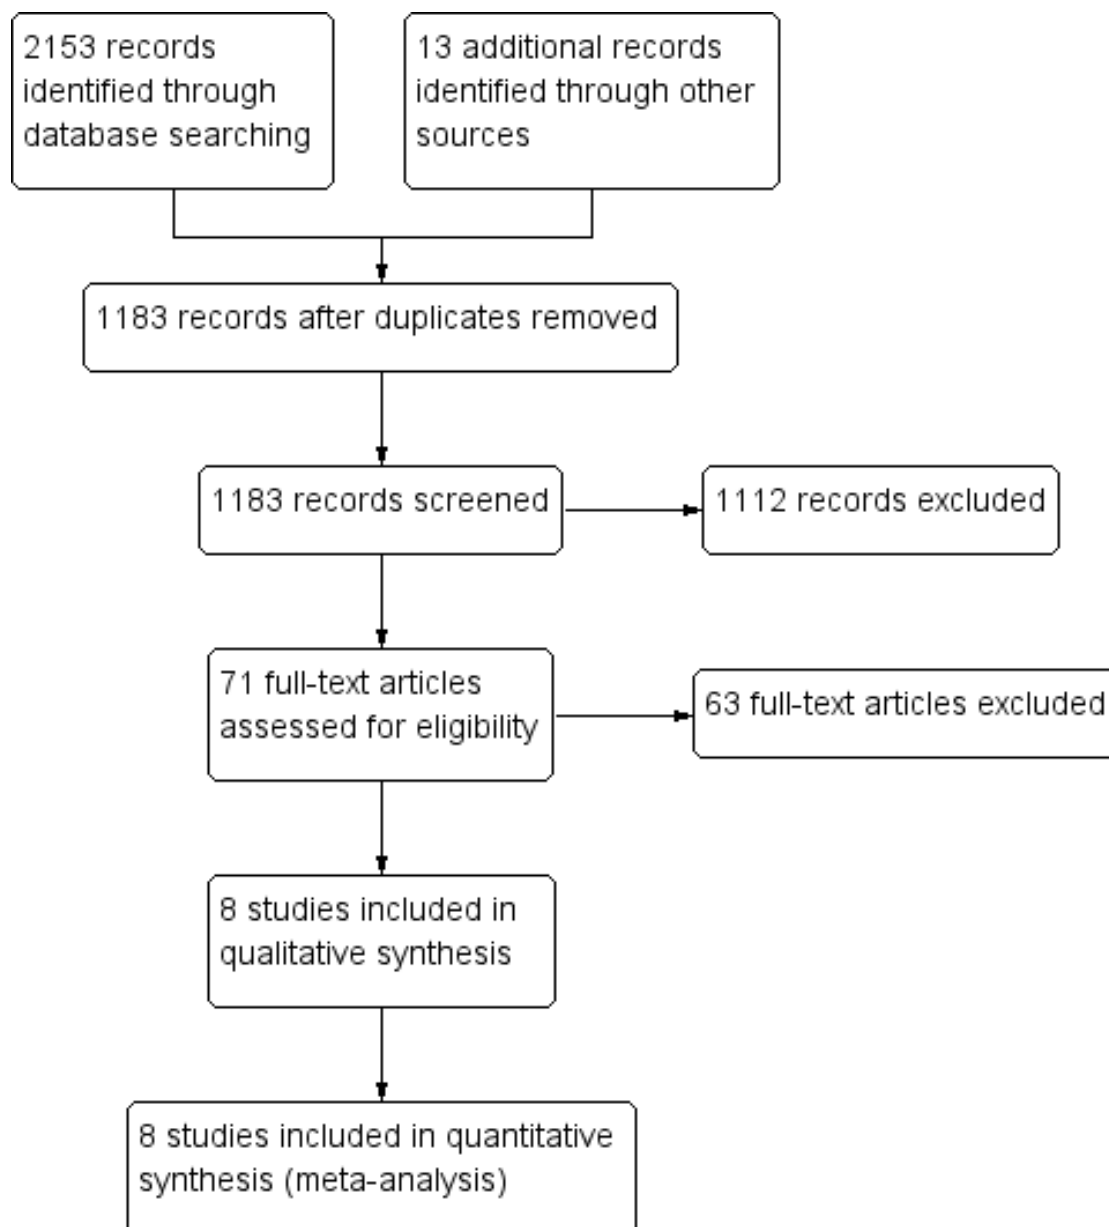 2153 records
identified through
database searching
13 additional records
identified through other
sources
1183 records after duplicates removed
1183 records screened
1112 records excluded
71 full-text articles
assessed for eligibility
63 full-text articles excluded
8 studies included in
qualitative synthesis
8 studies included in quantitative
synthesis (meta-analysis)